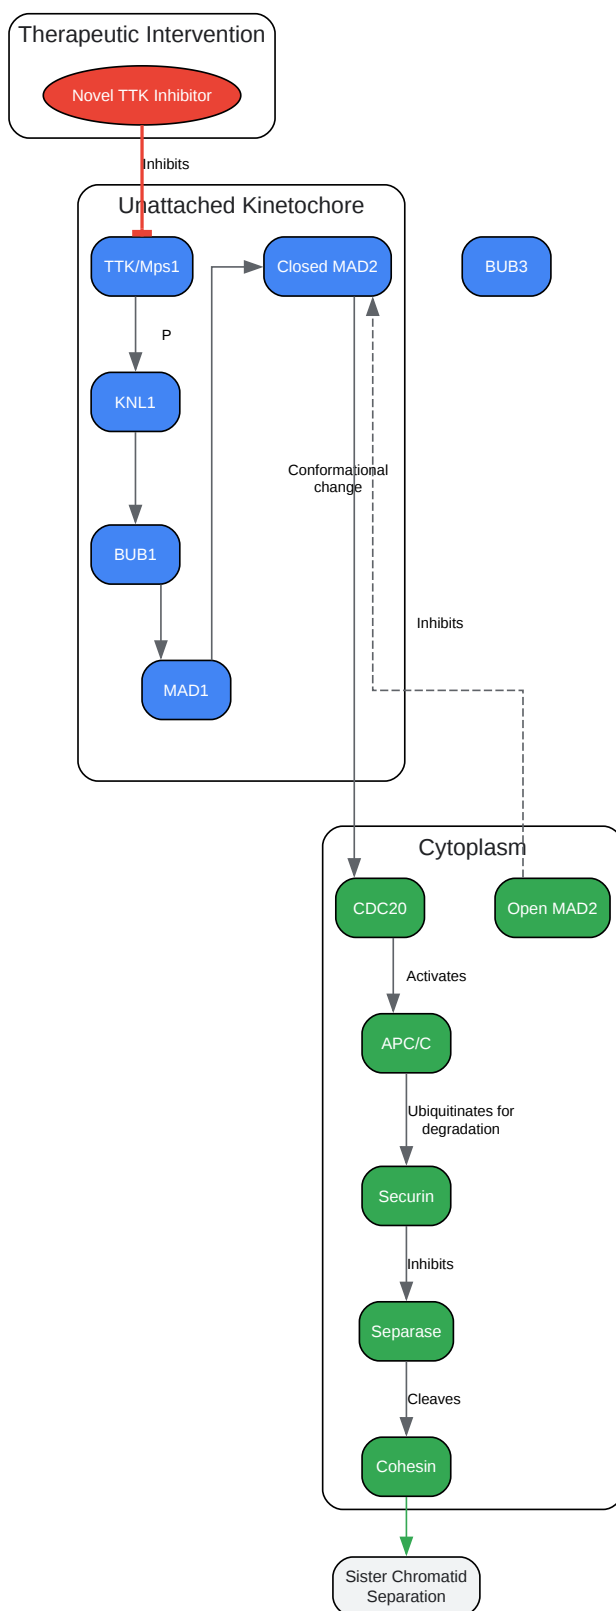 Therapeutic Intervention
Novel TTK Inhibitor
Inhibits
Unattached Kinetochore
TTK/Mps1
Closed MAD2
BUB3
P
KNL1
Conformational
change
BUB1
Inhibits
MAD1
Cytoplasm
CDC20
Open MAD2
Activates
APC/C
Ubiquitinates for
degradation
Securin
Inhibits
Separase
Cleaves
Cohesin
Sister Chromatid
Separation